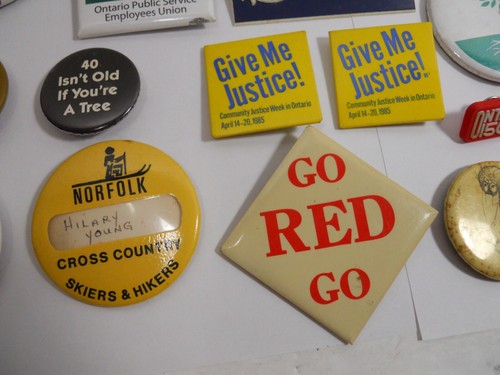 Ontario Public Service
Employees Union
40
Isn't Old
If You're
A Tree
Give Me
Justice!
Community Justice Week in Ontario
April 14-20, 1985
Give Me
Justice!
Community Justice Week in Ontario
April 14-20, 1985
NORFOLK
HILARY
YOUNG
CROSS COUNTRY
SKIERS & HIKERS
GO
RED
GO